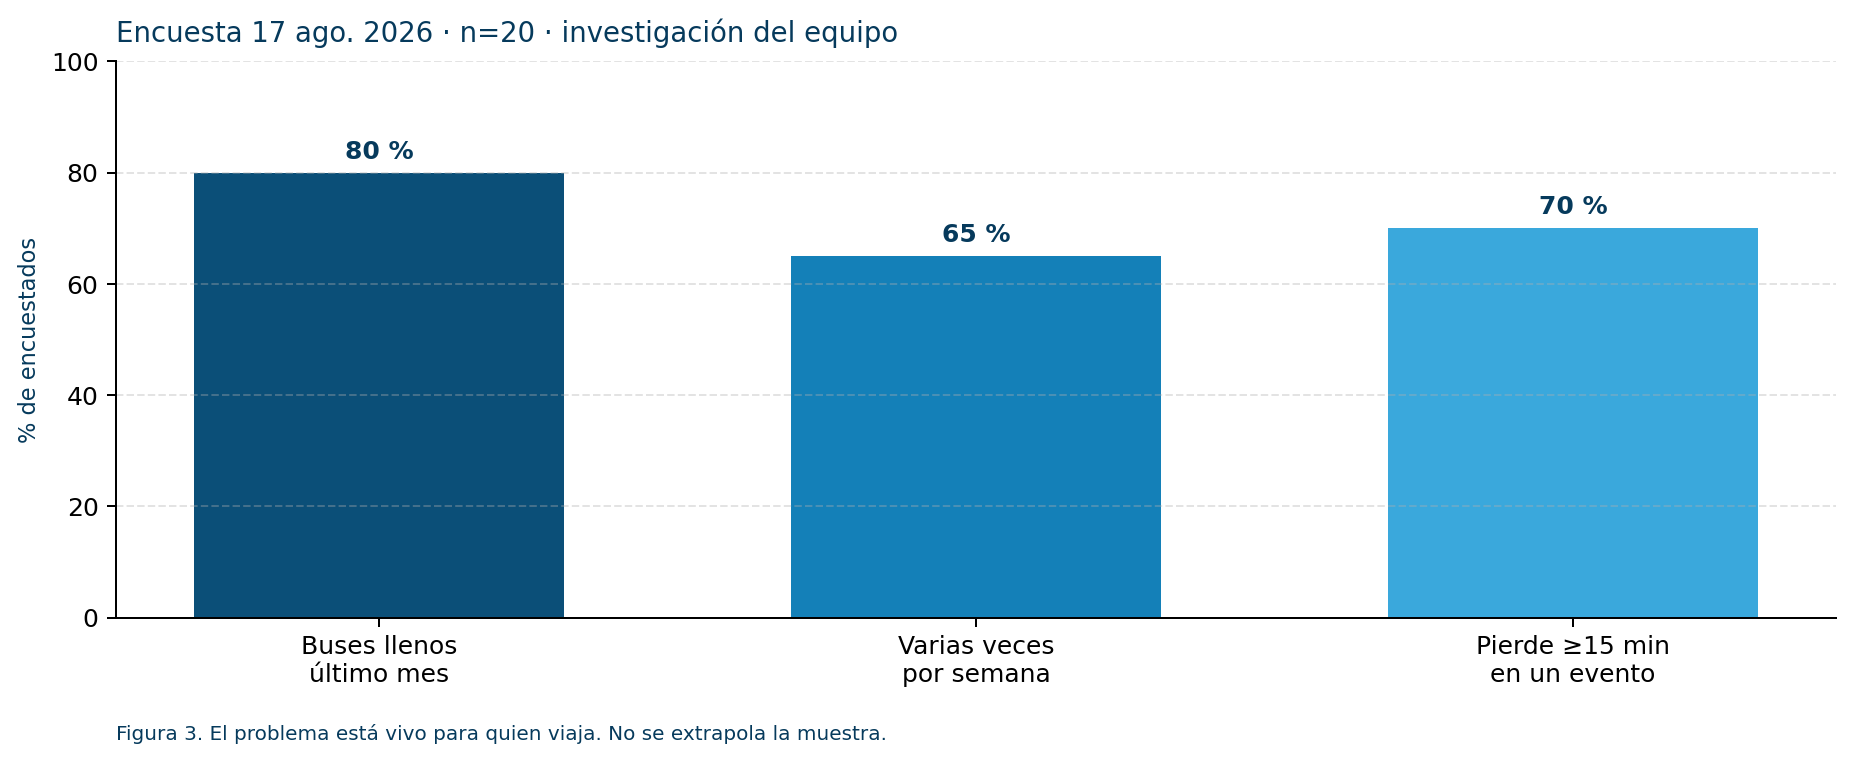 Encuesta 17 ago. 2026 · n=20 · investigación del equipo
100
80
60
40
20
0
% de encuestados
80 %
65 %
70 %
Buses llenos
último mes
Varias veces
por semana
Pierde ≥15 min
en un evento
Figura 3. El problema está vivo para quien viaja. No se extrapola la muestra.